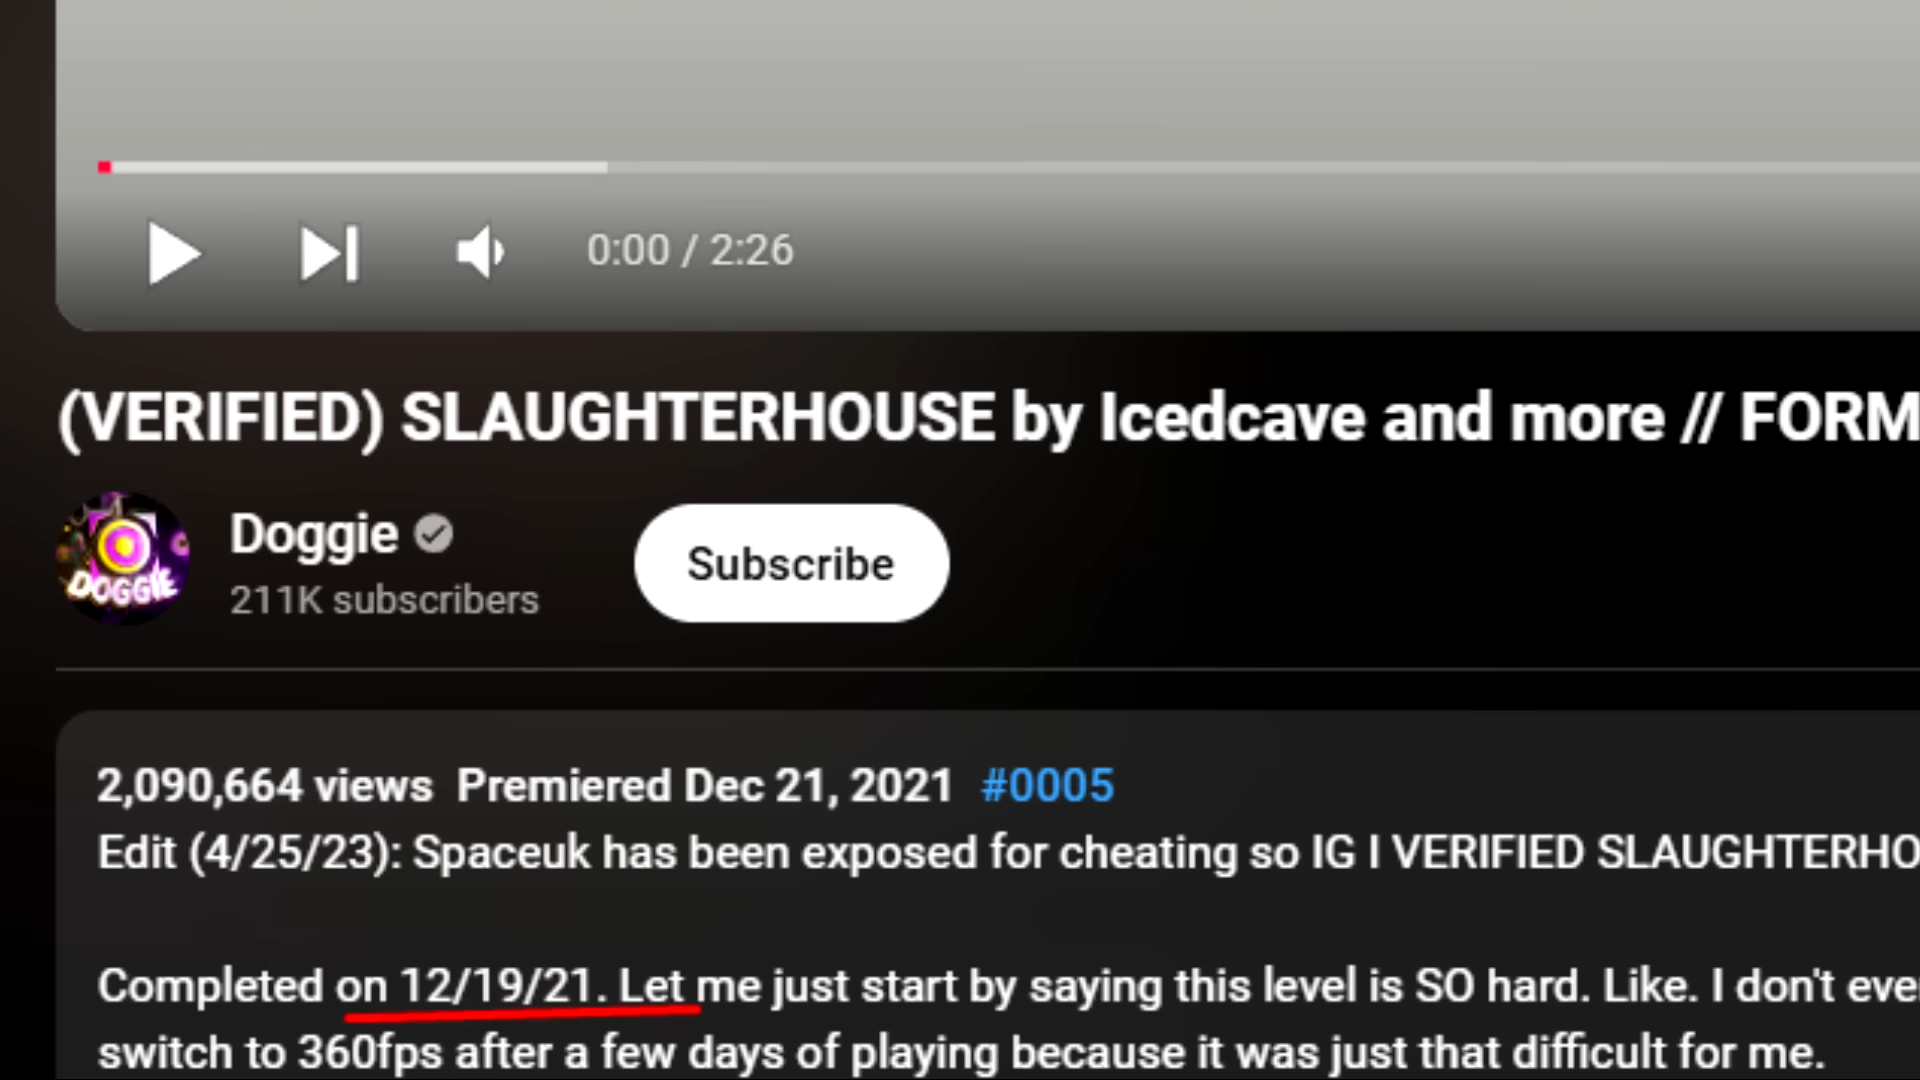 0:00 / 2:26
(VERIFIED) SLAUGHTERHOUSE by Icedcave and more // FORM
DOGGIE
Doggie
211K subscribers
Subscribe
2,090,664 views Premiered Dec 21, 2021 #0005
Edit (4/25/23): Spaceuk has been exposed for cheating so IG I VERIFIED SLAUGHTERHO
Completed on 12/19/21. Let me just start by saying this level is SO hard. Like. I don't eve
switch to 360fps after a few days of playing because it was just that difficult for me.